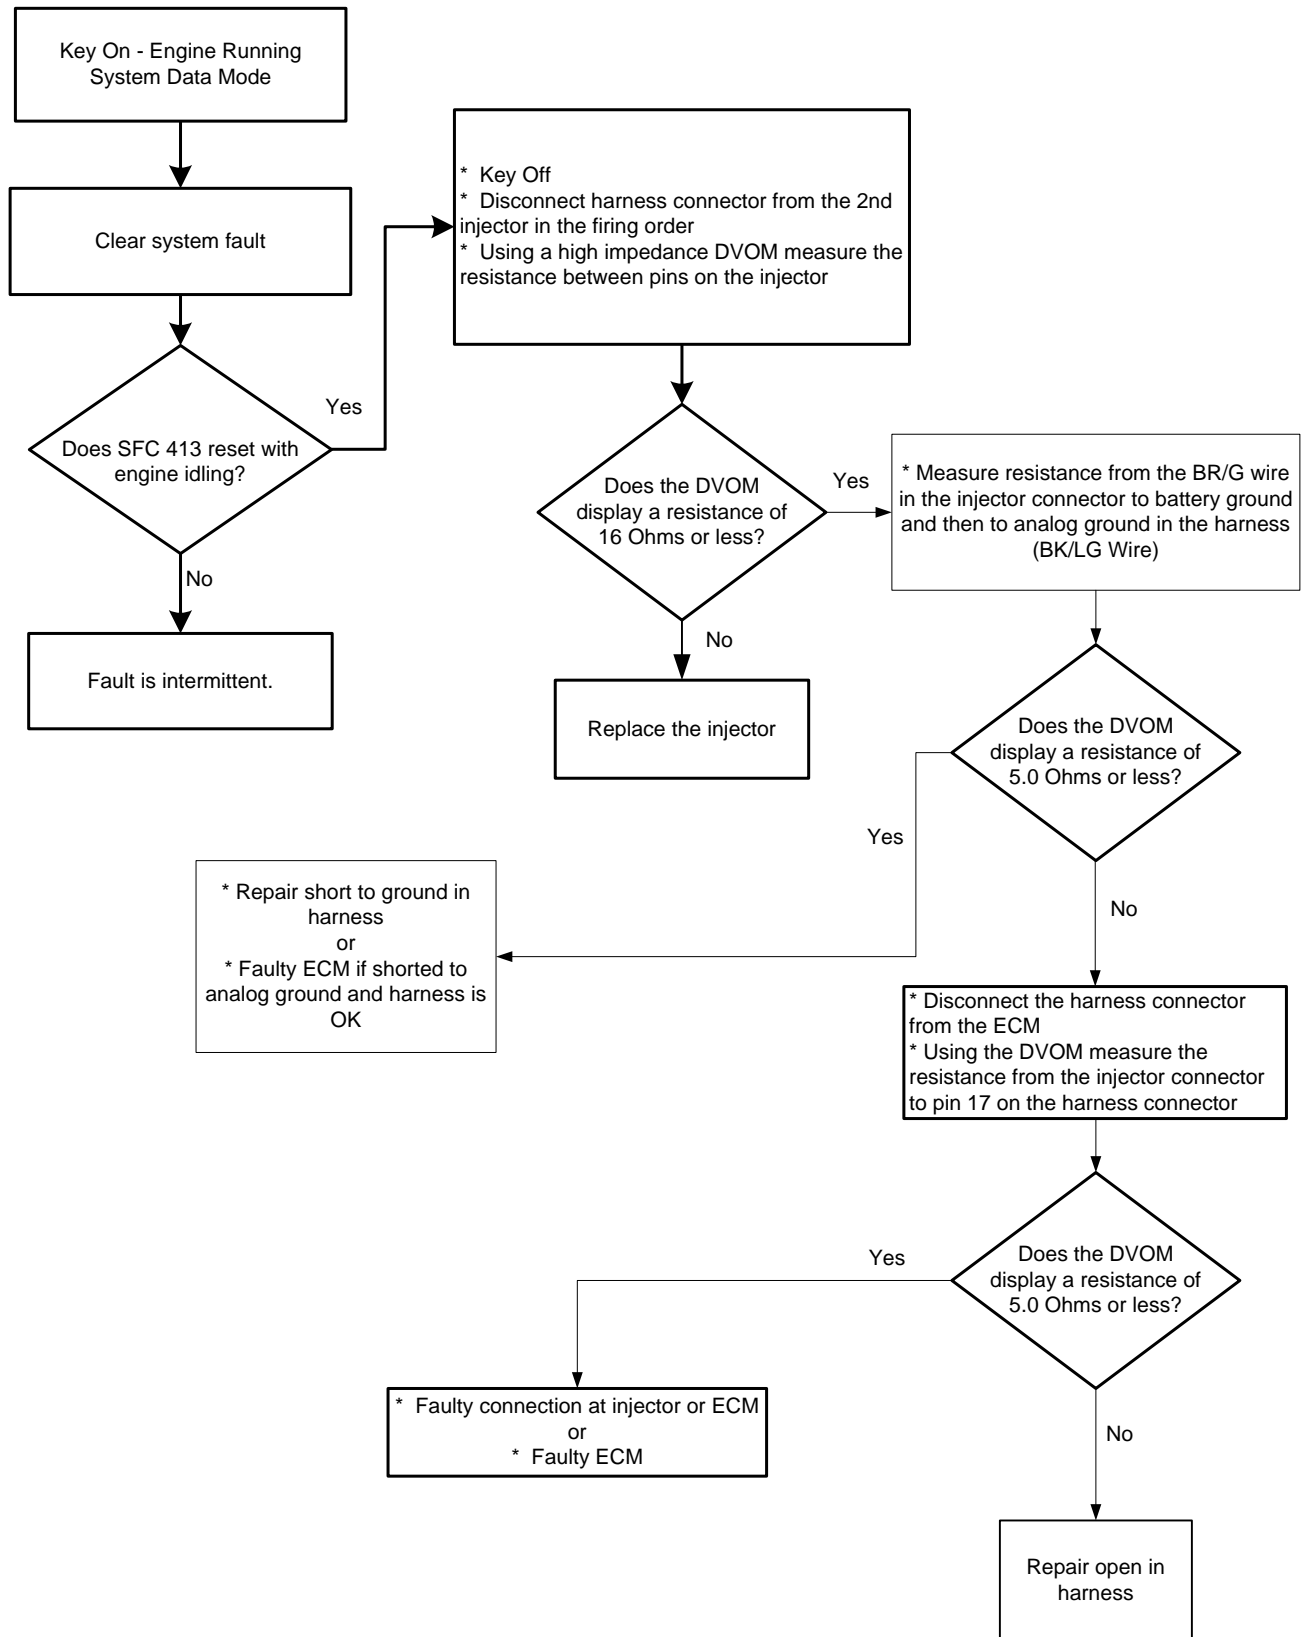 Key On - Engine Running
System Data Mode
Clear system fault
Does SFC 413 reset with
engine idling?
Yes
No
Fault is intermittent.
* Key Off
* Disconnect harness connector from the 2nd
injector in the firing order
* Using a high impedance DVOM measure the
resistance between pins on the injector
Does the DVOM
display a resistance of
16 Ohms or less?
Yes
No
Replace the injector
* Measure resistance from the BR/G wire
in the injector connector to battery ground
and then to analog ground in the harness
(BK/LG Wire)
Does the DVOM
display a resistance of
5.0 Ohms or less?
Yes
No
* Repair short to ground in
harness
or
* Faulty ECM if shorted to
analog ground and harness is
OK
* Disconnect the harness connector
from the ECM
* Using the DVOM measure the
resistance from the injector connector
to pin 17 on the harness connector
Does the DVOM
display a resistance of
5.0 Ohms or less?
Yes
No
* Faulty connection at injector or ECM
or
* Faulty ECM
Repair open in
harness